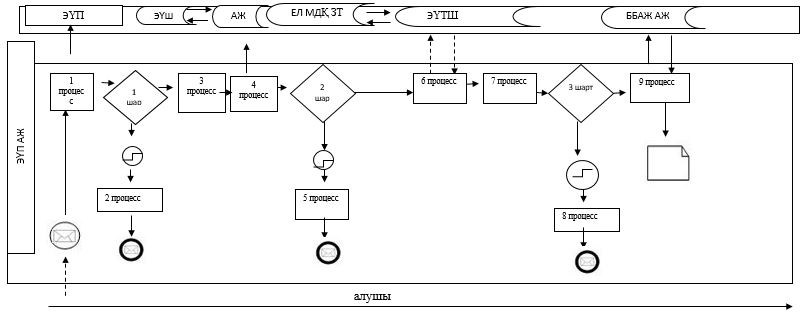 ЭҮП
ЭҮШ
АЖ
ЕЛ МДҚ ЗТ
ЭҮТШ
ББАЖ АЖ
ЭҮП АЖ
1
процес
с
1
шар
3
процесс
4
процесс
2
шар
6 процесс
7 процесс
3 шарт
9 процесс
2 процесс
5 процесс
8 процесс
алушы